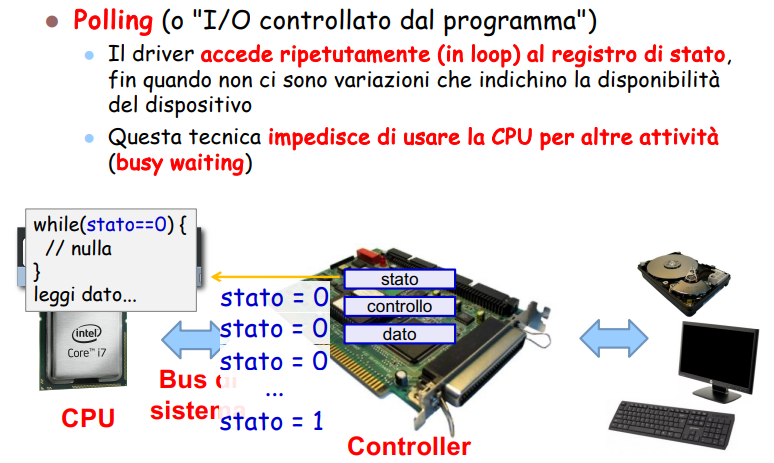 Polling (o "I/O controllato dal programma")
Il driver accede ripetutamente (in loop) al registro di stato,
fin quando non ci sono variazioni che indichino la disponibilità
del dispositivo
Questa tecnica impedisce di usare la CPU per altre attività
(busy waiting)
while(stato==0) {
// nulla
}
leggi dato...
stato
controllo
dato
stato = 0
stato = 0
stato = 0
...
stato = 1
intel
Core™ i7
CPU
Bus di
sistema
Controller